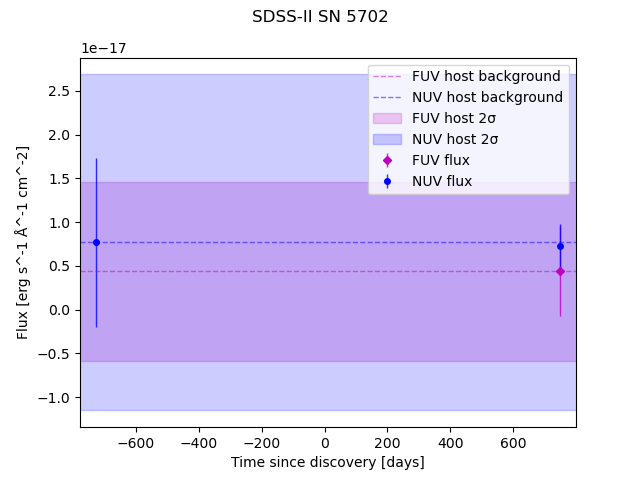 SDSS-II SN 5702
1e−17
FUV host background
NUV host background
FUV host 2σ
NUV host 2σ
FUV flux
NUV flux
2.5
2.0
1.5
1.0
0.5
0.0
−0.5
−1.0
Flux [erg s^-1 Å^-1 cm^-2]
−600
−400
−200
0
200
400
600
Time since discovery [days]